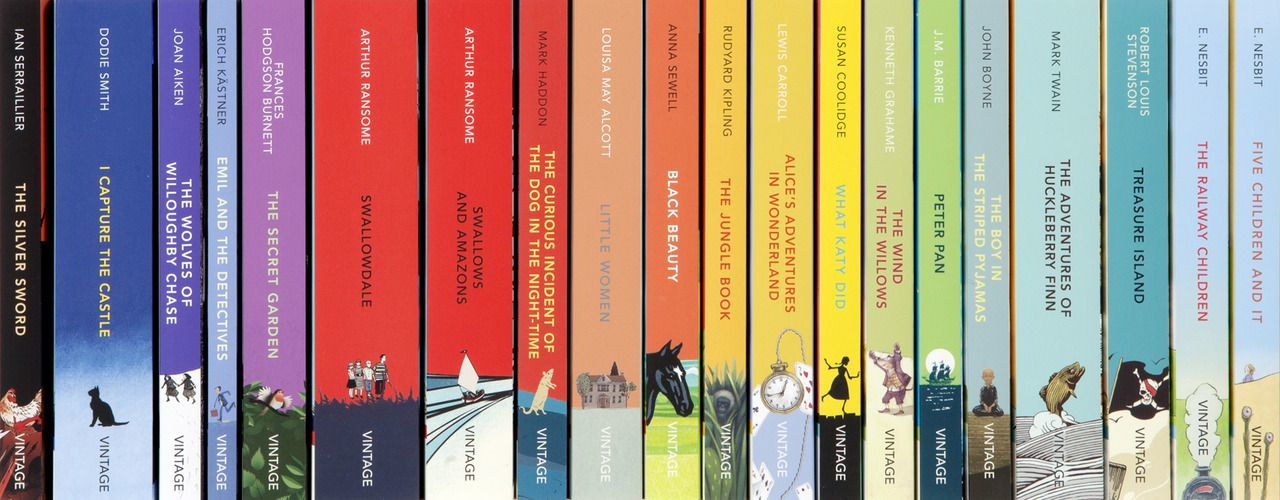 IAN SERRAILLIER
THE SILVER SWORD
VINTAGE
DODIE SMITH
I CAPTURE THE CASTLE
VINTAGE
JOAN AIKEN
THE WOLVES OF
WILLOUGHBY CHASE
VINTAGE
ERICH KÄSTNER
EMIL AND THE DETECTIVES
VINTAGE
FRANCES
HODGSON BURNETT
THE SECRET GARDEN
VINTAGE
ARTHUR RANSOME
SWALLOWDALE
VINTAGE
ARTHUR RANSOME
SWALLOWS
AND AMAZONS
VINTAGE
MARK HADDON
THE CURIOUS INCIDENT OF
THE DOG IN THE NIGHT-TIME
VINTAGE
LOUISA MAY ALCOTT
LITTLE WOMEN
VINTAGE
ANNA SEWELL
BLACK BEAUTY
VINTAGE
RUDYARD KIPLING
THE JUNGLE BOOK
VINTAGE
LEWIS CARROLL
ALICE'S ADVENTURES
IN WONDERLAND
VINTAGE
SUSAN COOLIDGE
WHAT KATY DID
VINTAGE
KENNETH GRAHAME
THE WIND
IN THE WILLOWS
VINTAGE
J.M. BARRIE
PETER PAN
VINTAGE
JOHN BOYNE
THE BOY IN
THE STRIPED PYJAMAS
VINTAGE
MARK TWAIN
THE ADVENTURES OF
HUCKLEBERRY FINN
VINTAGE
ROBERT LOUIS
STEVENSON
TREASURE ISLAND
VINTAGE
E. NESBIT
THE RAILWAY CHILDREN
VINTAGE
E. NESBIT
FIVE CHILDREN AND IT
VINTAGE